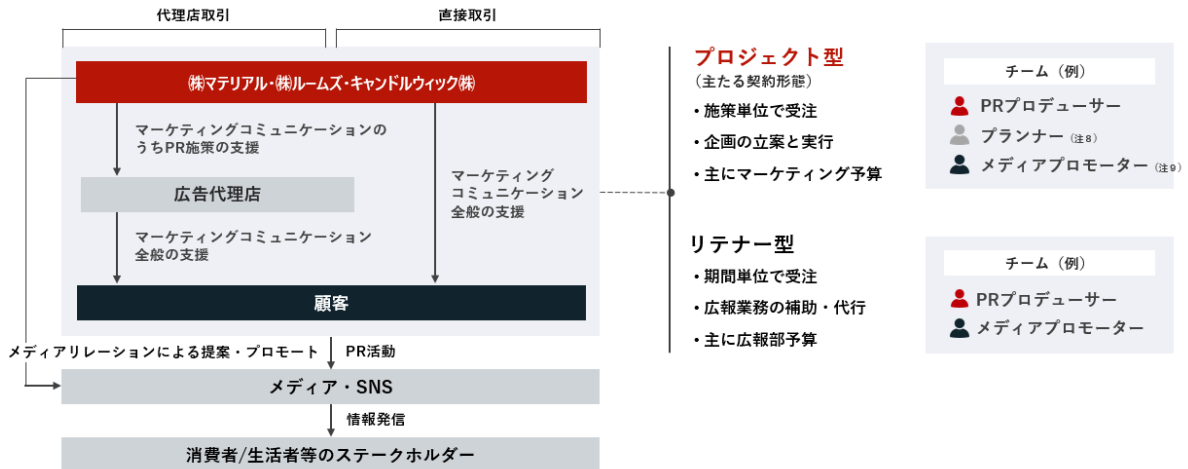 代理店取引
直接取引
㈱マテリアル・㈱ルームズ・キャンドルウィック㈱
マーケティングコミュニケーションの
うちPR施策の支援
広告代理店
マーケティングコミュニケーション
全般の支援
マーケティング
コミュニケーション
全般の支援
顧客
メディアリレーションによる提案・プロモート
PR活動
メディア・SNS
情報発信
消費者/生活者等のステークホルダー
プロジェクト型
(主たる契約形態)
・施策単位で受注
・企画の立案と実行
・主にマーケティング予算
チーム（例）
PRプロデューサー
プランナー（注8）
メディアプロモーター（注9）
リテナー型
・期間単位で受注
・広報業務の補助・代行
・主に広報部予算
チーム（例）
PRプロデューサー
メディアプロモーター